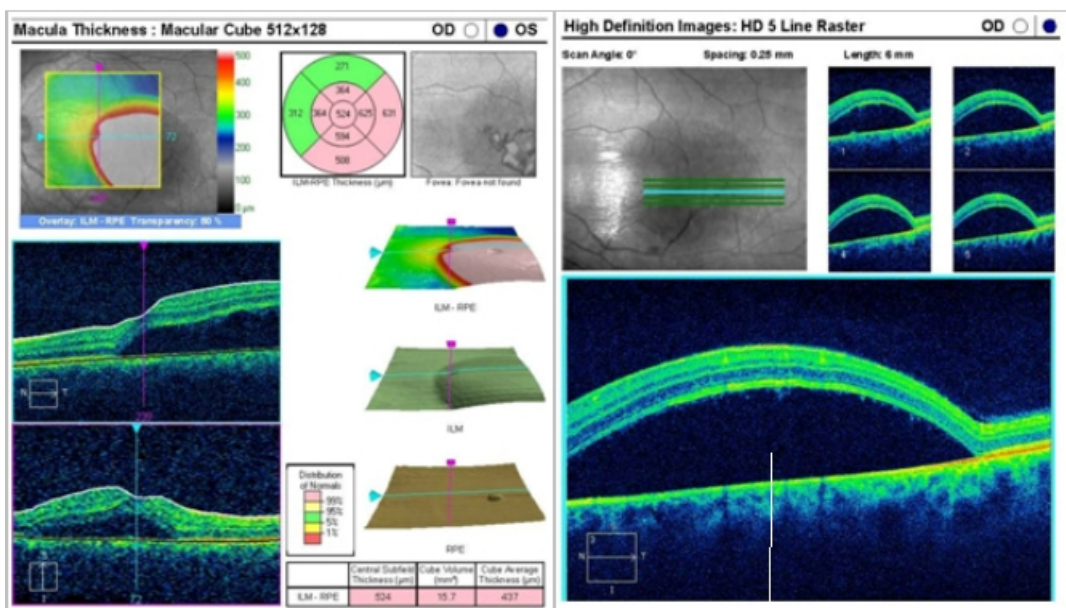 Macula Thickness : Macular Cube 512x128
OD
OS
500
400
300
200
100
0 µm
72
Overlay: ILM - RPE Transparency: 50 %
271
364
312
364
524
625
631
594
508
ILM-RPE Thickness (µm)
Fovea: Fovea not found
ILM - RPE
ILM
RPE
N
T
72
Distribution
of Normals
99%
95%
5%
1%
Central Subfield
Thickness (µm)
Cube Volume
(mm³)
Cube Average
Thickness (µm)
ILM - RPE
524
15.7
437
High Definition Images: HD 5 Line Raster
OD
Scan Angle: 0°
Spacing: 0.25 mm
Length: 6 mm
1
2
4
5
S
N
T
I